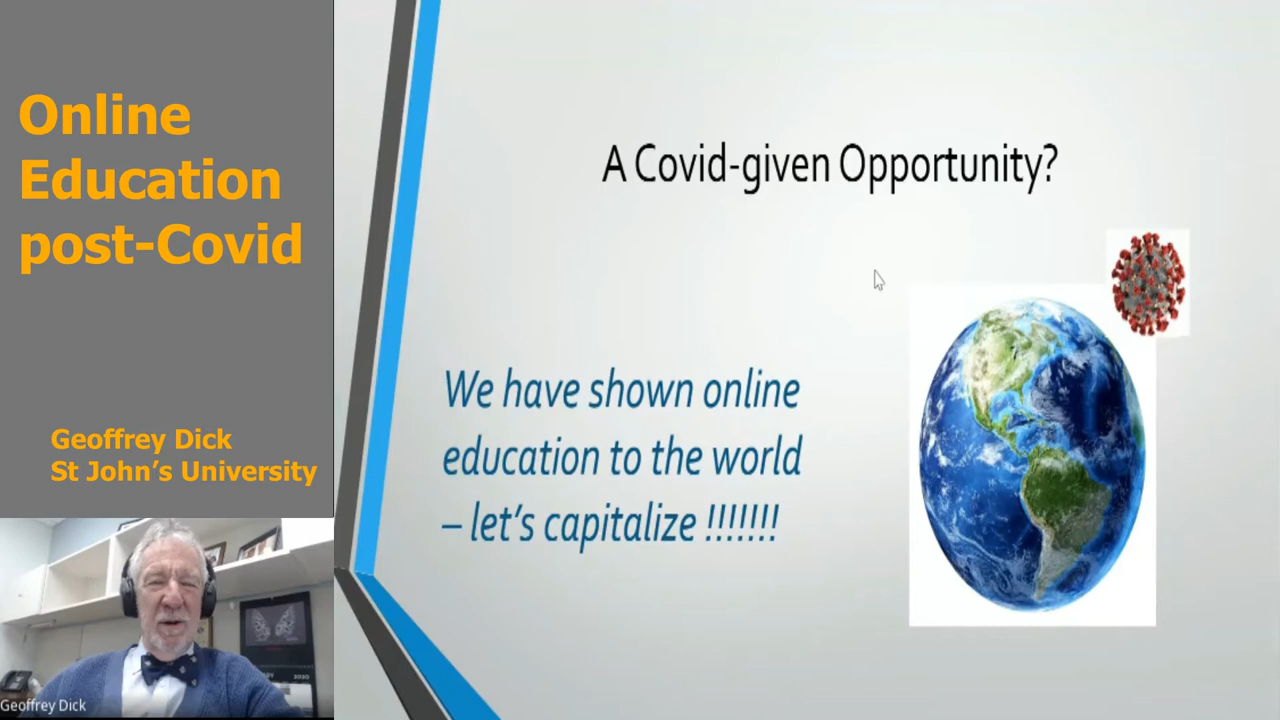 Online
Education
post-Covid
Geoffrey Dick
St John’s University
Geoffrey Dick
A Covid-given Opportunity?
We have shown online
education to the world
– let’s capitalize !!!!!!!